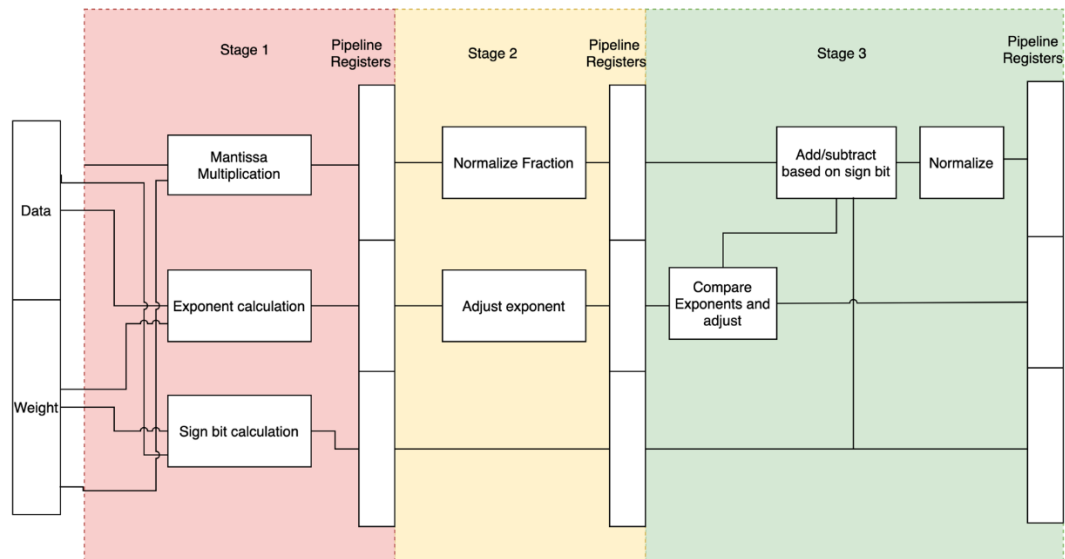 Stage 1
Pipeline
Registers
Stage 2
Pipeline
Registers
Stage 3
Pipeline
Registers
Mantissa
Multiplication
Normalize Fraction
Add/subtract
based on sign bit
Normalize
Data
Exponent calculation
Adjust exponent
Compare
Exponents and
adjust
Weight
Sign bit calculation